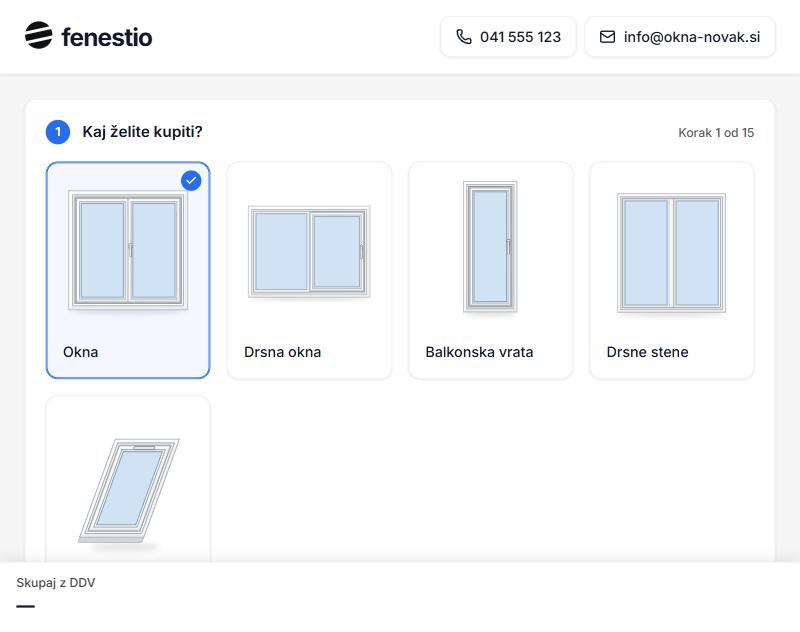 fenestio
041 555 123
info@okna-novak.si
1 Kaj želite kupiti?
Korak 1 od 15
Okna
Drsna okna
Balkonska vrata
Drsne stene
Skupaj z DDV
—